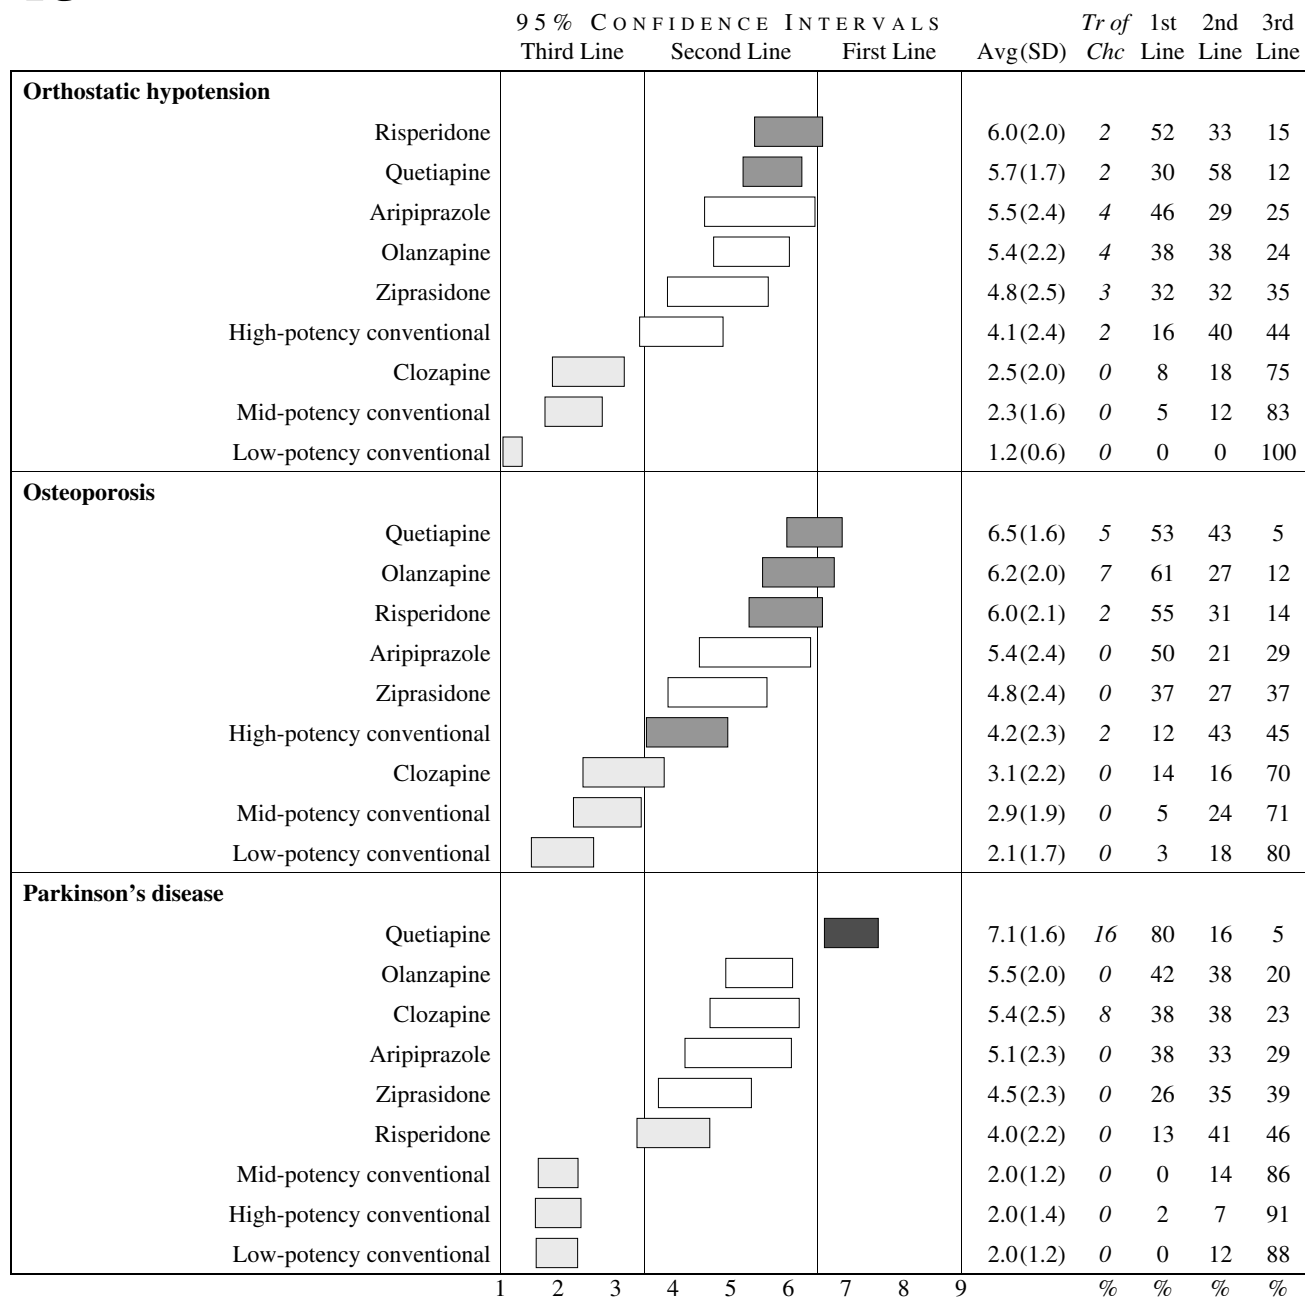 95% CONFIDENCE INTERVALS Tr of 1st 2nd 3rd
Third Line Second Line First Line Avg(SD) Chc Line Line Line
Orthostatic hypotension
Risperidone 6.0(2.0) 2 52 33 15
Quetiapine 5.7(1.7) 2 30 58 12
Aripiprazole 5.5(2.4) 4 46 29 25
Olanzapine 5.4(2.2) 4 38 38 24
Ziprasidone 4.8(2.5) 3 32 32 35
High-potency conventional 4.1(2.4) 2 16 40 44
Clozapine 2.5(2.0) 0 8 18 75
Mid-potency conventional 2.3(1.6) 0 5 12 83
Low-potency conventional 1.2(0.6) 0 0 0 100
Osteoporosis
Quetiapine 6.5(1.6) 5 53 43 5
Olanzapine 6.2(2.0) 7 61 27 12
Risperidone 6.0(2.1) 2 55 31 14
Aripiprazole 5.4(2.4) 0 50 21 29
Ziprasidone 4.8(2.4) 0 37 27 37
High-potency conventional 4.2(2.3) 2 12 43 45
Clozapine 3.1(2.2) 0 14 16 70
Mid-potency conventional 2.9(1.9) 0 5 24 71
Low-potency conventional 2.1(1.7) 0 3 18 80
Parkinson's disease
Quetiapine 7.1(1.6) 16 80 16 5
Olanzapine 5.5(2.0) 0 42 38 20
Clozapine 5.4(2.5) 8 38 38 23
Aripiprazole 5.1(2.3) 0 38 33 29
Ziprasidone 4.5(2.3) 0 26 35 39
Risperidone 4.0(2.2) 0 13 41 46
Mid-potency conventional 2.0(1.2) 0 0 14 86
High-potency conventional 2.0(1.4) 0 2 7 91
Low-potency conventional 2.0(1.2) 0 0 12 88
1 2 3 4 5 6 7 8 9 % % % %